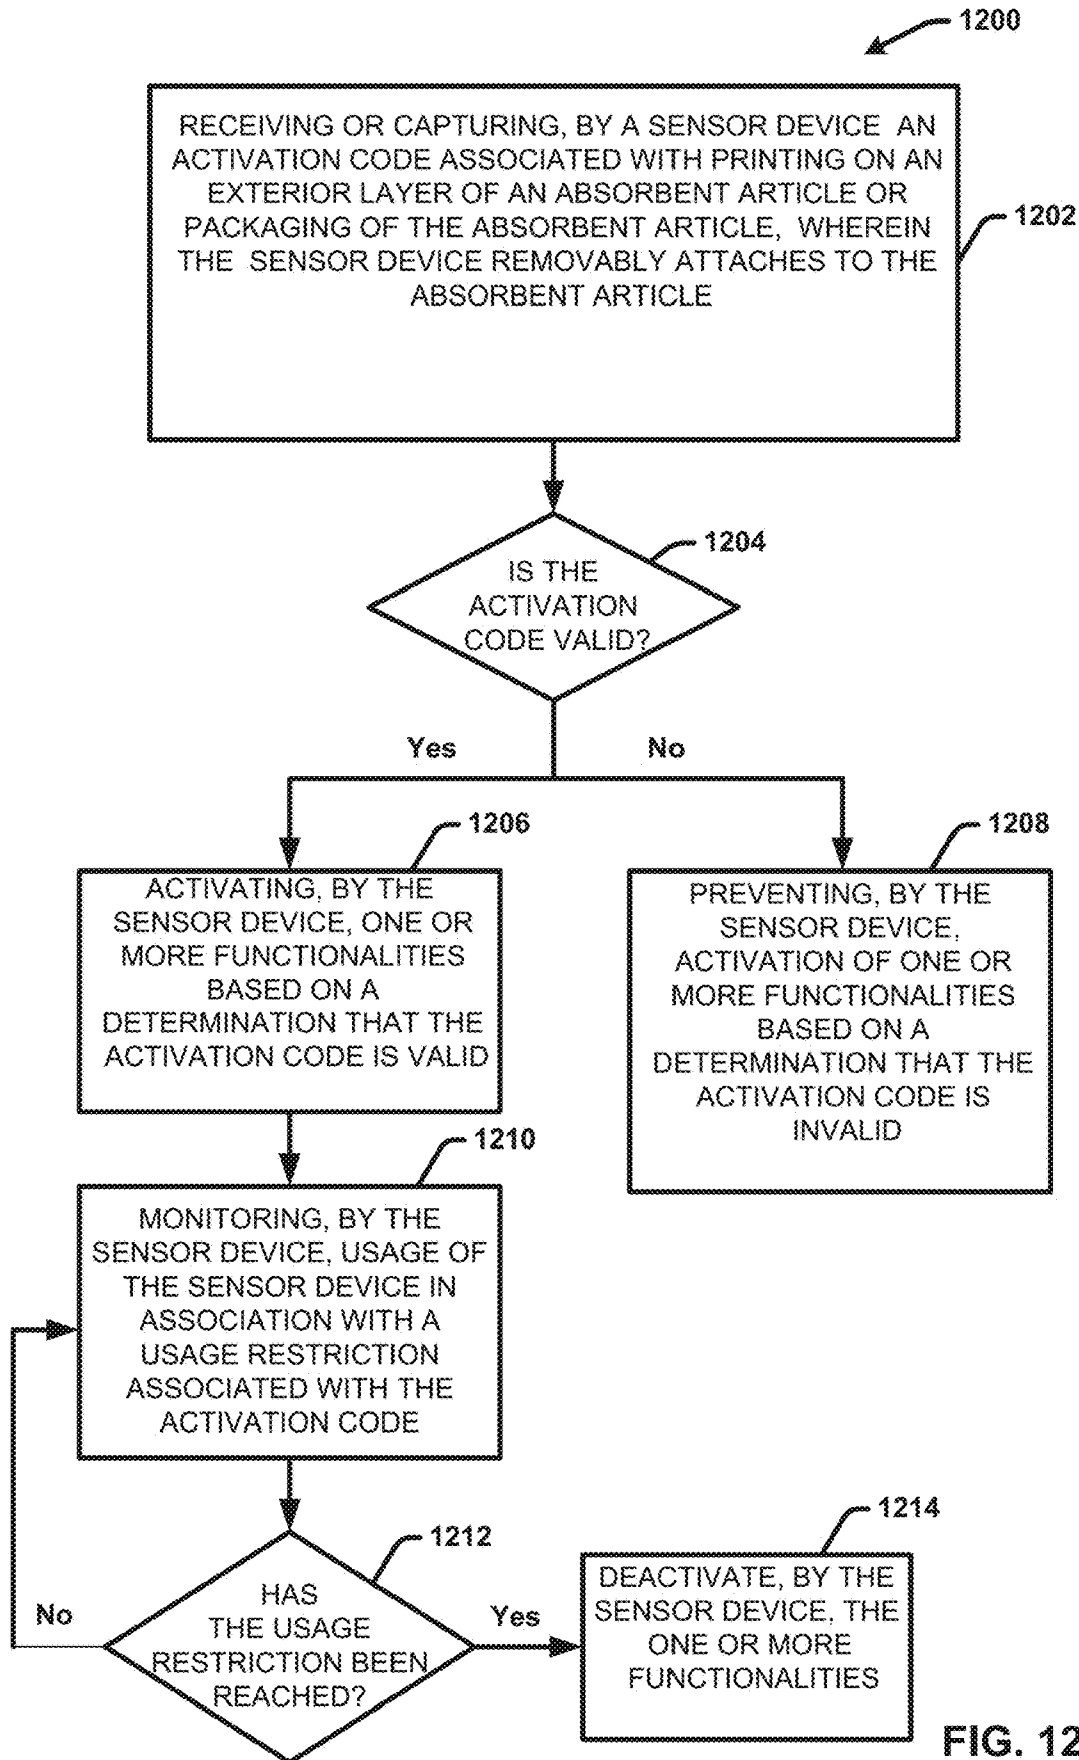 1200
RECEIVING OR CAPTURING, BY A SENSOR DEVICE AN
ACTIVATION CODE ASSOCIATED WITH PRINTING ON AN
EXTERIOR LAYER OF AN ABSORBENT ARTICLE OR
PACKAGING OF THE ABSORBENT ARTICLE, WHEREIN
THE SENSOR DEVICE REMOVABLY ATTACHES TO THE
ABSORBENT ARTICLE
1202
1204
IS THE
ACTIVATION
CODE VALID?
Yes
No
1206
ACTIVATING, BY THE
SENSOR DEVICE, ONE OR
MORE FUNCTIONALITIES
BASED ON A
DETERMINATION THAT THE
ACTIVATION CODE IS VALID
1208
PREVENTING, BY THE
SENSOR DEVICE,
ACTIVATION OF ONE OR
MORE FUNCTIONALITIES
BASED ON A
DETERMINATION THAT THE
ACTIVATION CODE IS
INVALID
1210
MONITORING, BY THE
SENSOR DEVICE, USAGE OF
THE SENSOR DEVICE IN
ASSOCIATION WITH A
USAGE RESTRICTION
ASSOCIATED WITH THE
ACTIVATION CODE
1212
HAS
THE USAGE
RESTRICTION BEEN
REACHED?
No
Yes
1214
DEACTIVATE, BY THE
SENSOR DEVICE, THE
ONE OR MORE
FUNCTIONALITIES
FIG. 12